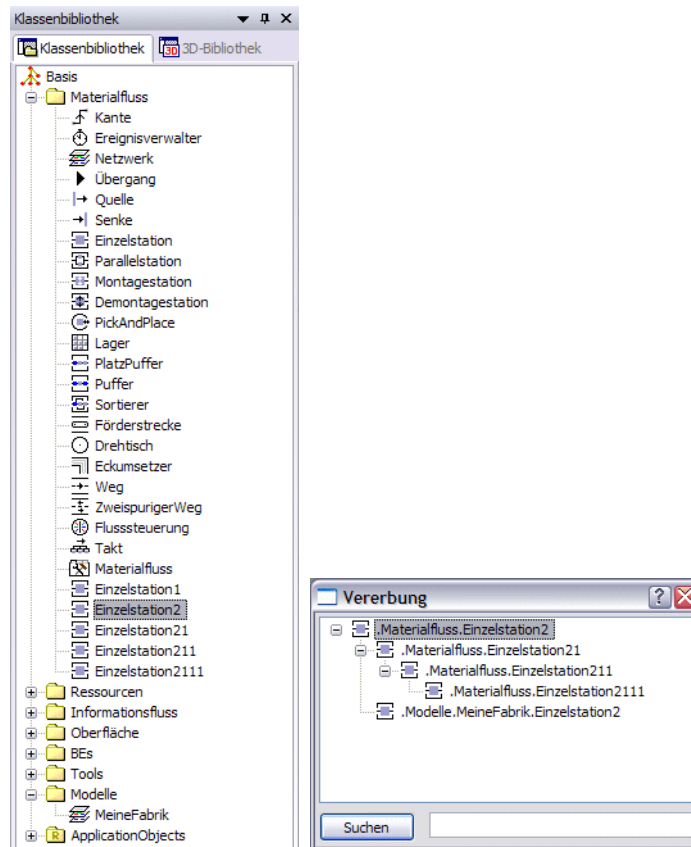 Klassenbibliothek
Klassenbibliothek 3D-Bibliothek
Basis
Materialfluss
Kante
Ereignisverwalter
Netzwerk
Übergang
Quelle
Senke
Einzelstation
Parallelstation
Montagestation
Demontagestation
PickAndPlace
Lager
PlatzPuffer
Puffer
Sortierer
Förderstrecke
Drehtisch
Eckumsetzer
Weg
ZweispurigerWeg
Flusssteuerung
Takt
Materialfluss
Einzelstation1
Einzelstation2
Einzelstation21
Einzelstation211
Einzelstation2111
Ressourcen
Informationsfluss
Oberfläche
BEs
Tools
Modelle
MeineFabrik
ApplicationObjects
Vererbung
.Materialfluss.Einzelstation2
.Materialfluss.Einzelstation21
.Materialfluss.Einzelstation211
.Materialfluss.Einzelstation2111
.Modelle.MeineFabrik.Einzelstation2
Suchen